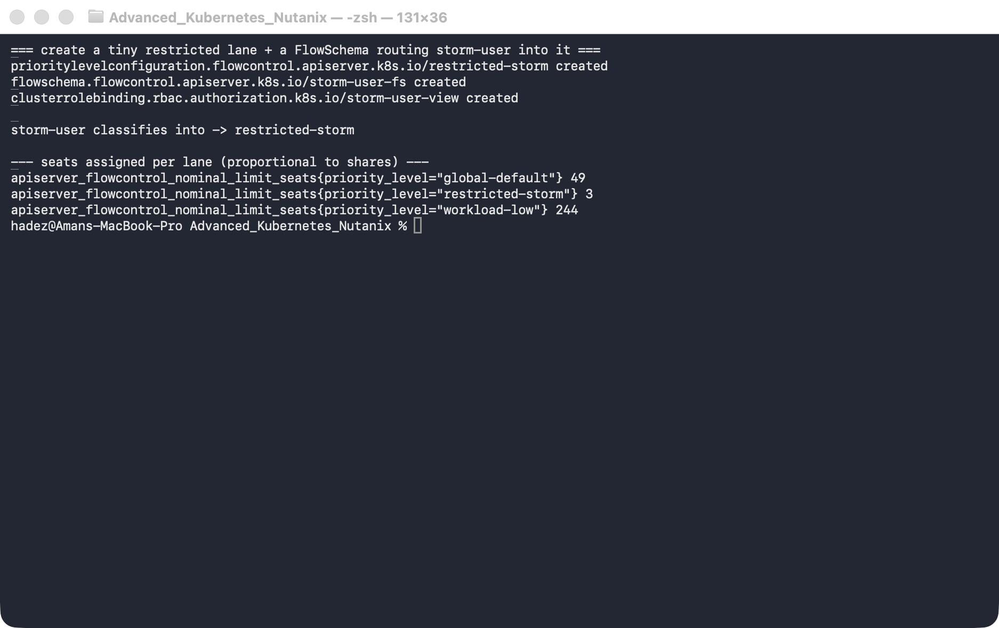 Advanced_Kubernetes_Nutanix — -zsh — 131×36
=== create a tiny restricted lane + a FlowSchema routing storm-user into it ===
prioritylevelconfiguration.flowcontrol.apiserver.k8s.io/restricted-storm created
flowschema.flowcontrol.apiserver.k8s.io/storm-user-fs created
clusterrolebinding.rbac.authorization.k8s.io/storm-user-view created
storm-user classifies into -> restricted-storm
--- seats assigned per lane (proportional to shares) ---
apiserver_flowcontrol_nominal_limit_seats{priority_level="global-default"} 49
apiserver_flowcontrol_nominal_limit_seats{priority_level="restricted-storm"} 3
apiserver_flowcontrol_nominal_limit_seats{priority_level="workload-low"} 244
hadez@Amans-MacBook-Pro Advanced_Kubernetes_Nutanix %